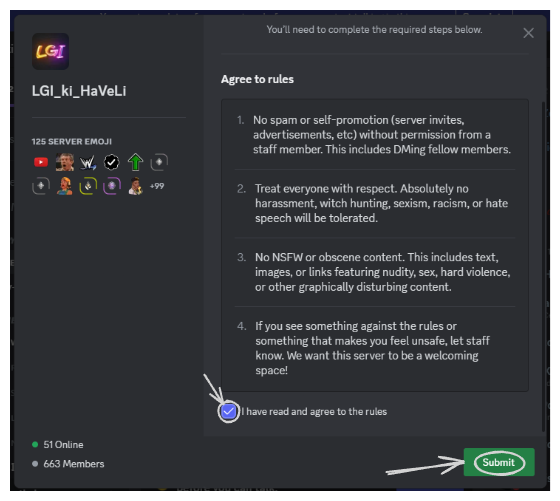 You'll need to complete the required steps below.
LGI
LGI_ki_HaVeLi
125 SERVER EMOJI
+99
51 Online
663 Members
Agree to rules
1. No spam or self-promotion (server invites,
advertisements, etc) without permission from a
staff member. This includes DMing fellow members.
2. Treat everyone with respect. Absolutely no
harassment, witch hunting, sexism, racism, or hate
speech will be tolerated.
3. No NSFW or obscene content. This includes text,
images, or links featuring nudity, sex, hard violence,
or other graphically disturbing content.
4. If you see something against the rules or
something that makes you feel unsafe, let staff
know. We want this server to be a welcoming
space!
I have read and agree to the rules
Submit